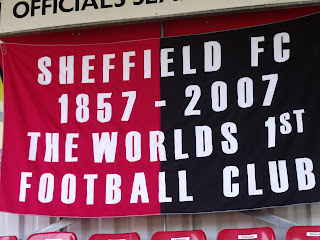 OFFICIALS SEA
SHEFFIELD FC
1857 - 2007
THE WORLDS 1ST
FOOTBALL CLUB